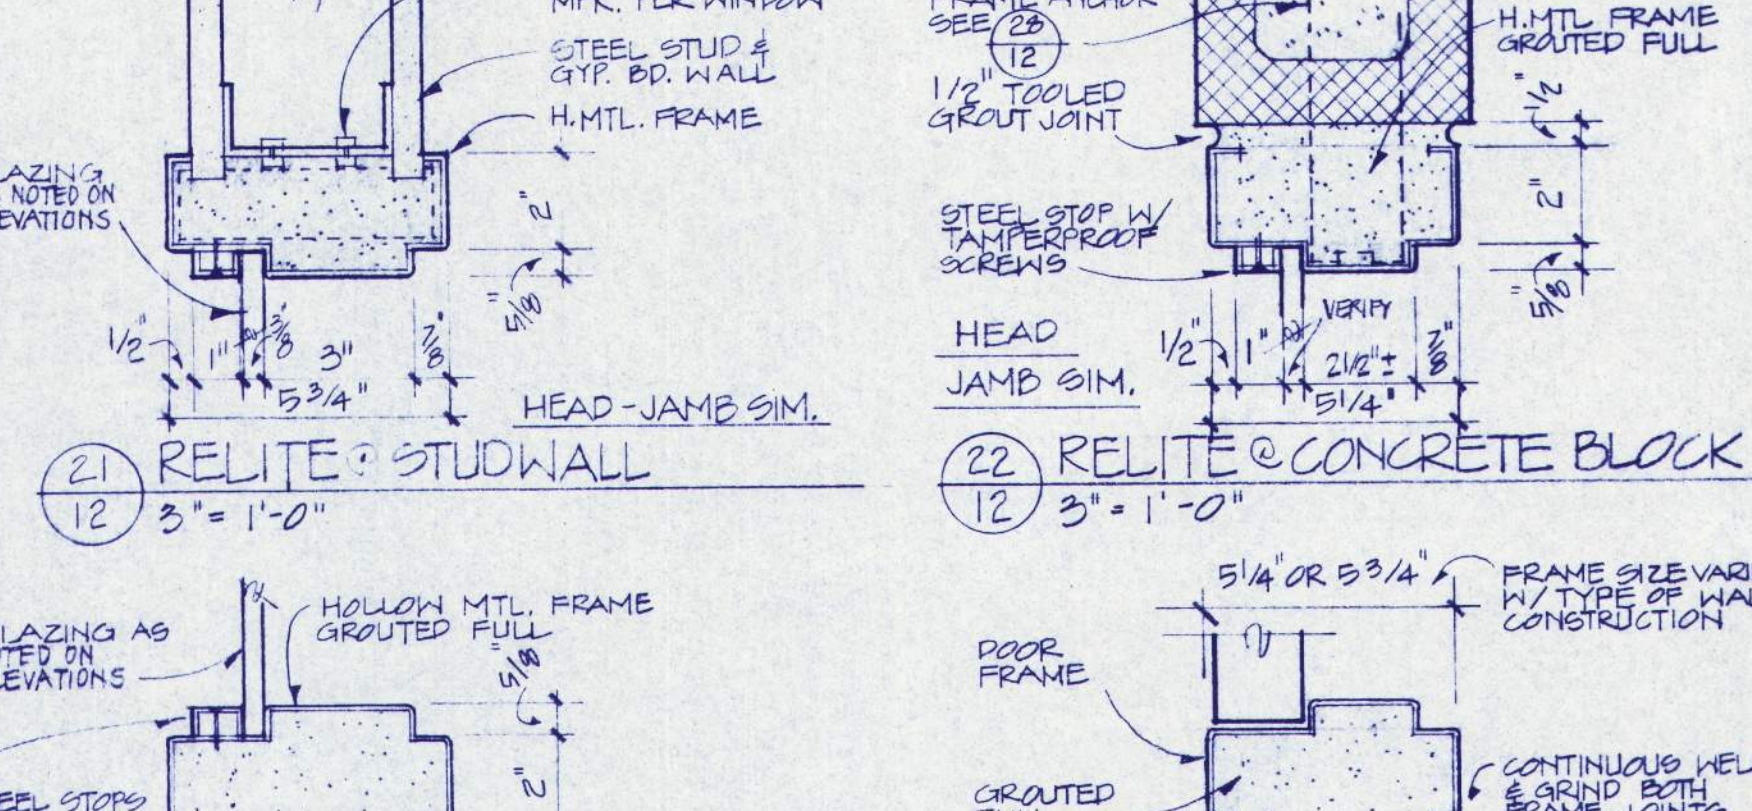 MFR. PER WINDOW
STEEL STUD &
GYP. BD. WALL
H.MTL. FRAME
NOTED ON
2"
5/8"
1/2"
1"
3/8"
3"
7/8"
5 3/4"
HEAD-JAMB SIM.
21
12
RELITE @ STUDWALL
3" = 1'-0"
FRAME ANCHOR
SEE 28
12
1/2" TOOLED
GROUT JOINT
H.MTL FRAME
GROUTED FULL
1/2"
2"
5/8"
STEEL STOP W/
TAMPERPROOF
SCREWS
VERIFY
HEAD
JAMB SIM.
1/2"
1"
2 1/2" ±
7/8"
5 1/4"
22
12
RELITE @ CONCRETE BLOCK
3" = 1'-0"
HOLLOW MTL. FRAME
GROUTED FULL
LAZING AS
TED ON
LEVATIONS
5/8"
2"
EEL STOPS
5 1/4" OR 5 3/4"
FRAME SIZE VARI
W/ TYPE OF WAL
CONSTRUCTION
DOOR
FRAME
GROUTED
CONTINUOUS WEL
& GRIND BOTH
FRAME JOINTS